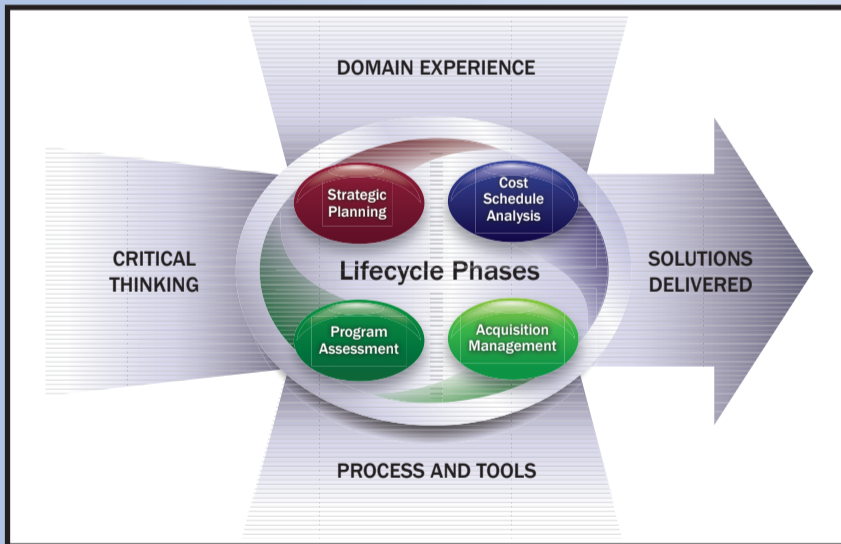 DOMAIN EXPERIENCE
Strategic
Planning
Cost
Schedule
Analysis
CRITICAL
THINKING
Lifecycle Phases
SOLUTIONS
DELIVERED
Program
Assessment
Acquisition
Management
PROCESS AND TOOLS